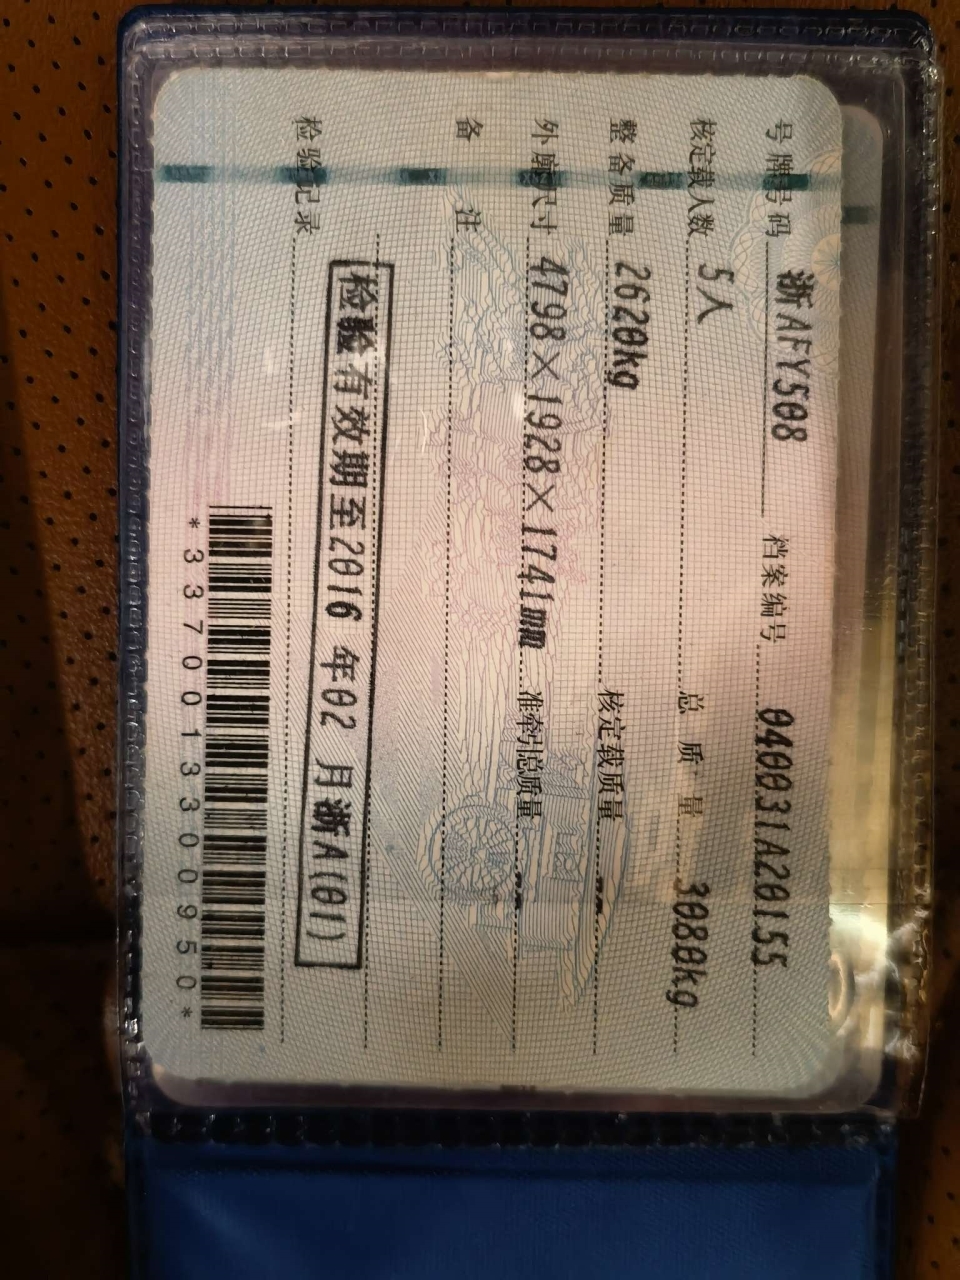 号牌号码 浙AFY508 档案编号 040031A20155
核定载人数 5人 总质量 3080kg
整备质量 2620kg 核定载质量 --
外廓尺寸 4798×1928×1741mm 准牵引总质量 --
备注
检验有效期至2016 年02 月浙A(01)
检验记录
*3370013300950*